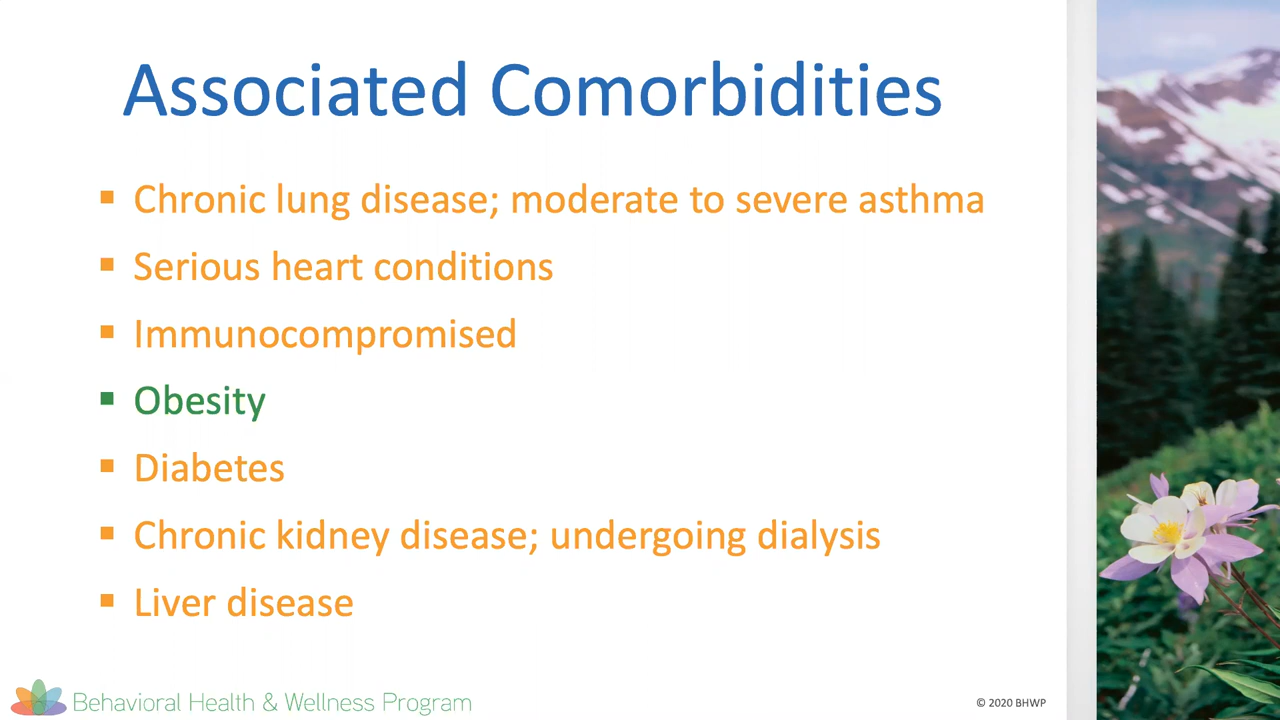 Associated Comorbidities
▪ Chronic lung disease; moderate to severe asthma
▪ Serious heart conditions
▪ Immunocompromised
▪ Obesity
▪ Diabetes
▪ Chronic kidney disease; undergoing dialysis
▪ Liver disease
Behavioral Health & Wellness Program
© 2020 BHWP